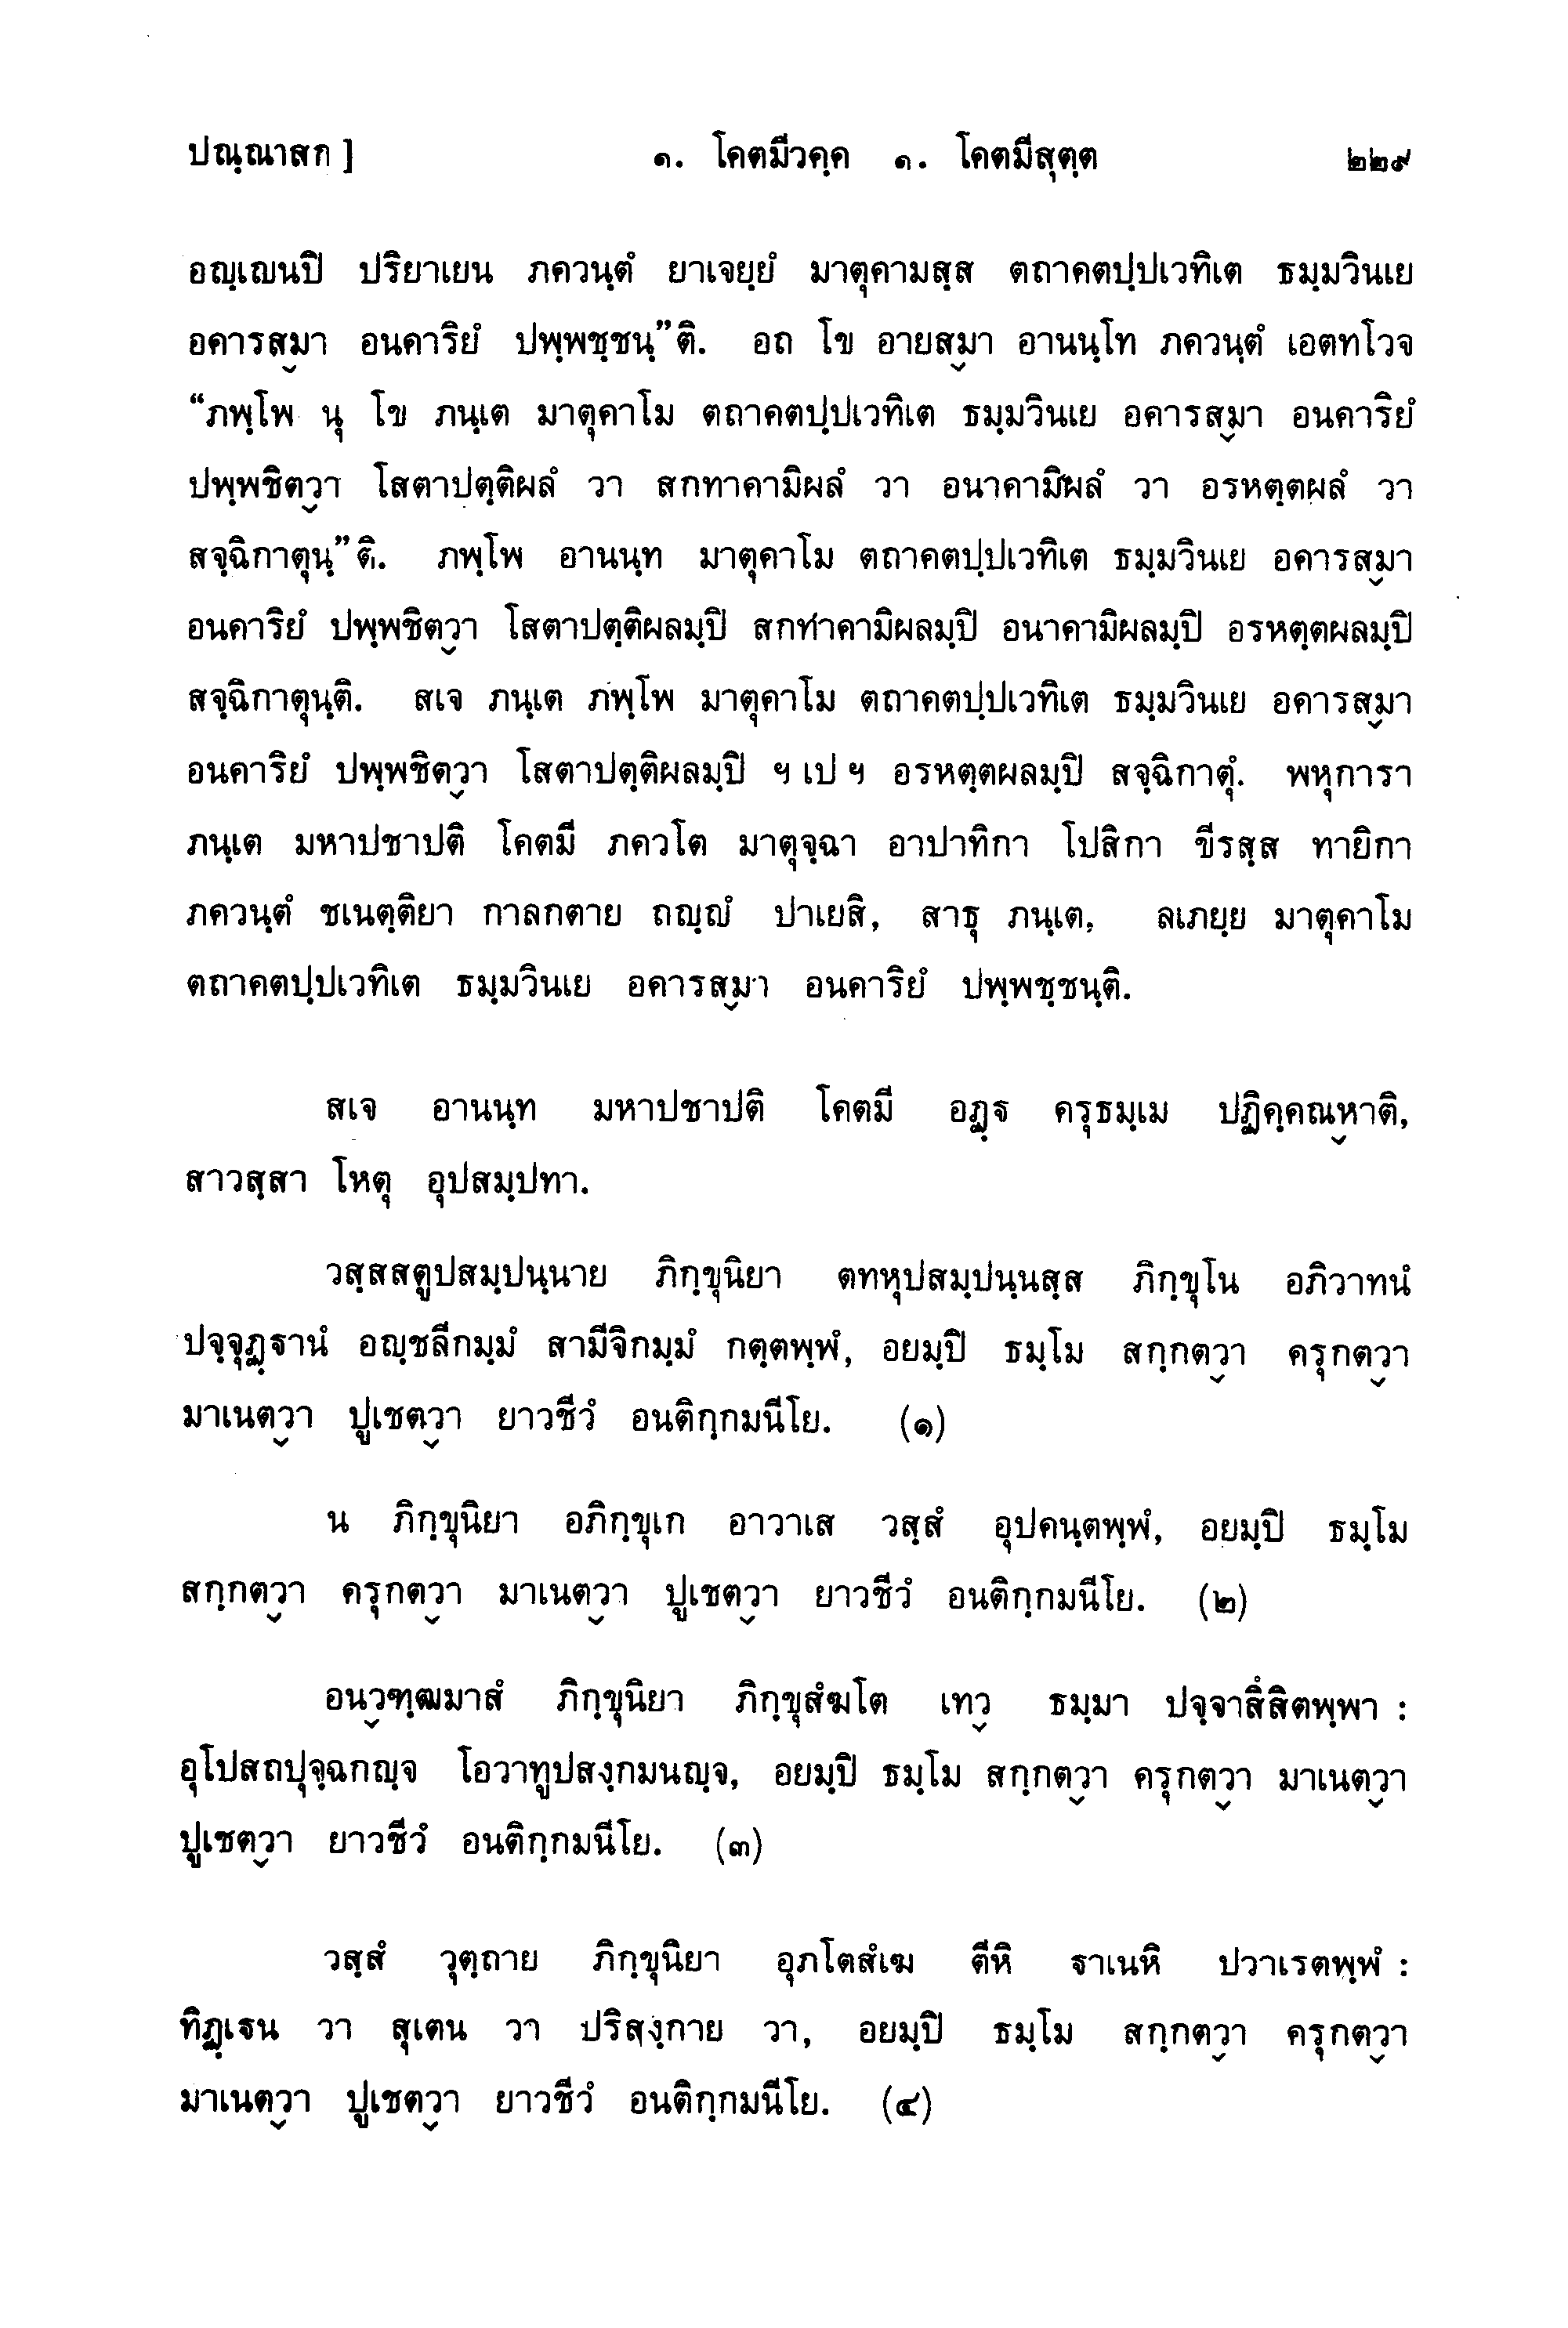 ปณฺณาสก ] ๑. โคตมีวคฺค ๑. โคตมีสุตฺต ๒๒๙
อญฺเญนปิ ปริยาเยน ภควนฺตํ ยาเจยฺยํ มาตุคามสฺส ตถาคตปฺปเวทิเต ธมฺมวินเย
อคารสฺมา อนคาริยํ ปพฺพชฺชนฺ”ติ. อถ โข อายสฺมา อานนฺโท ภควนฺตํ เอตทโวจ
“ภพฺโพ นุ โข ภนฺเต มาตุคาโม ตถาคตปฺปเวทิเต ธมฺมวินเย อคารสฺมา อนคาริยํ
ปพฺพชิตฺวา โสตาปตฺติผลํ วา สกทาคามิผลํ วา อนาคามิผลํ วา อรหตฺตผลํ วา
สจฺฉิกาตุนฺ”ติ. ภพฺโพ อานนฺท มาตุคาโม ตถาคตปฺปเวทิเต ธมฺมวินเย อคารสฺมา
อนคาริยํ ปพฺพชิตฺวา โสตาปตฺติผลมฺปิ สกทาคามิผลมฺปิ อนาคามิผลมฺปิ อรหตฺตผลมฺปิ
สจฺฉิกาตุนฺติ. สเจ ภนฺเต ภพฺโพ มาตุคาโม ตถาคตปฺปเวทิเต ธมฺมวินเย อคารสฺมา
อนคาริยํ ปพฺพชิตฺวา โสตาปตฺติผลมฺปิ ฯ เป ฯ อรหตฺตผลมฺปิ สจฺฉิกาตุํ. พหุการา
ภนฺเต มหาปชาปติ โคตมี ภควโต มาตุจฺฉา อาปาทิกา โปสิกา ขีรสฺส ทายิกา
ภควนฺตํ ชเนตฺติยา กาลกตาย ถญฺญํ ปาเยสิ, สาธุ ภนฺเต, ลเภยฺย มาตุคาโม
ตถาคตปฺปเวทิเต ธมฺมวินเย อคารสฺมา อนคาริยํ ปพฺพชฺชนฺติ.
สเจ อานนฺท มหาปชาปติ โคตมี อฏฺฐ ครุธมฺเม ปฏิคฺคณฺหาติ,
สาวสฺสา โหตุ อุปสมฺปทา.
วสฺสสตูปสมฺปนฺนาย ภิกฺขุนิยา ตทหุปสมฺปนฺนสฺส ภิกฺขุโน อภิวาทนํ
ปจฺจุฏฺฐานํ อญฺชลีกมฺมํ สามีจิกมฺมํ กตฺตพฺพํ, อยมฺปิ ธมฺโม สกฺกตฺวา ครุกตฺวา
มาเนตฺวา ปูเชตฺวา ยาวชีวํ อนติกฺกมนีโย. (๑)
น ภิกฺขุนิยา อภิกฺขุเก อาวาเส วสฺสํ อุปคนฺตพฺพํ, อยมฺปิ ธมฺโม
สกฺกตฺวา ครุกตฺวา มาเนตฺวา ปูเชตฺวา ยาวชีวํ อนติกฺกมนีโย. (๒)
อนฺวฑฺฒมาสํ ภิกฺขุนิยา ภิกฺขุสํฆโต เทฺว ธมฺมา ปจฺจาสึสิตพฺพา :
อุโปสถปุจฺฉกญฺจ โอวาทูปสงฺกมนญฺจ, อยมฺปิ ธมฺโม สกฺกตฺวา ครุกตฺวา มาเนตฺวา
ปูเชตฺวา ยาวชีวํ อนติกฺกมนีโย. (๓)
วสฺสํ วุตฺถาย ภิกฺขุนิยา อุภโตสํเฆ ตีหิ ฐาเนหิ ปวาเรตพฺพํ :
ทิฏฺเฐน วา สุเตน วา ปริสงฺกาย วา, อยมฺปิ ธมฺโม สกฺกตฺวา ครุกตฺวา
มาเนตฺวา ปูเชตฺวา ยาวชีวํ อนติกฺกมนีโย. (๔)